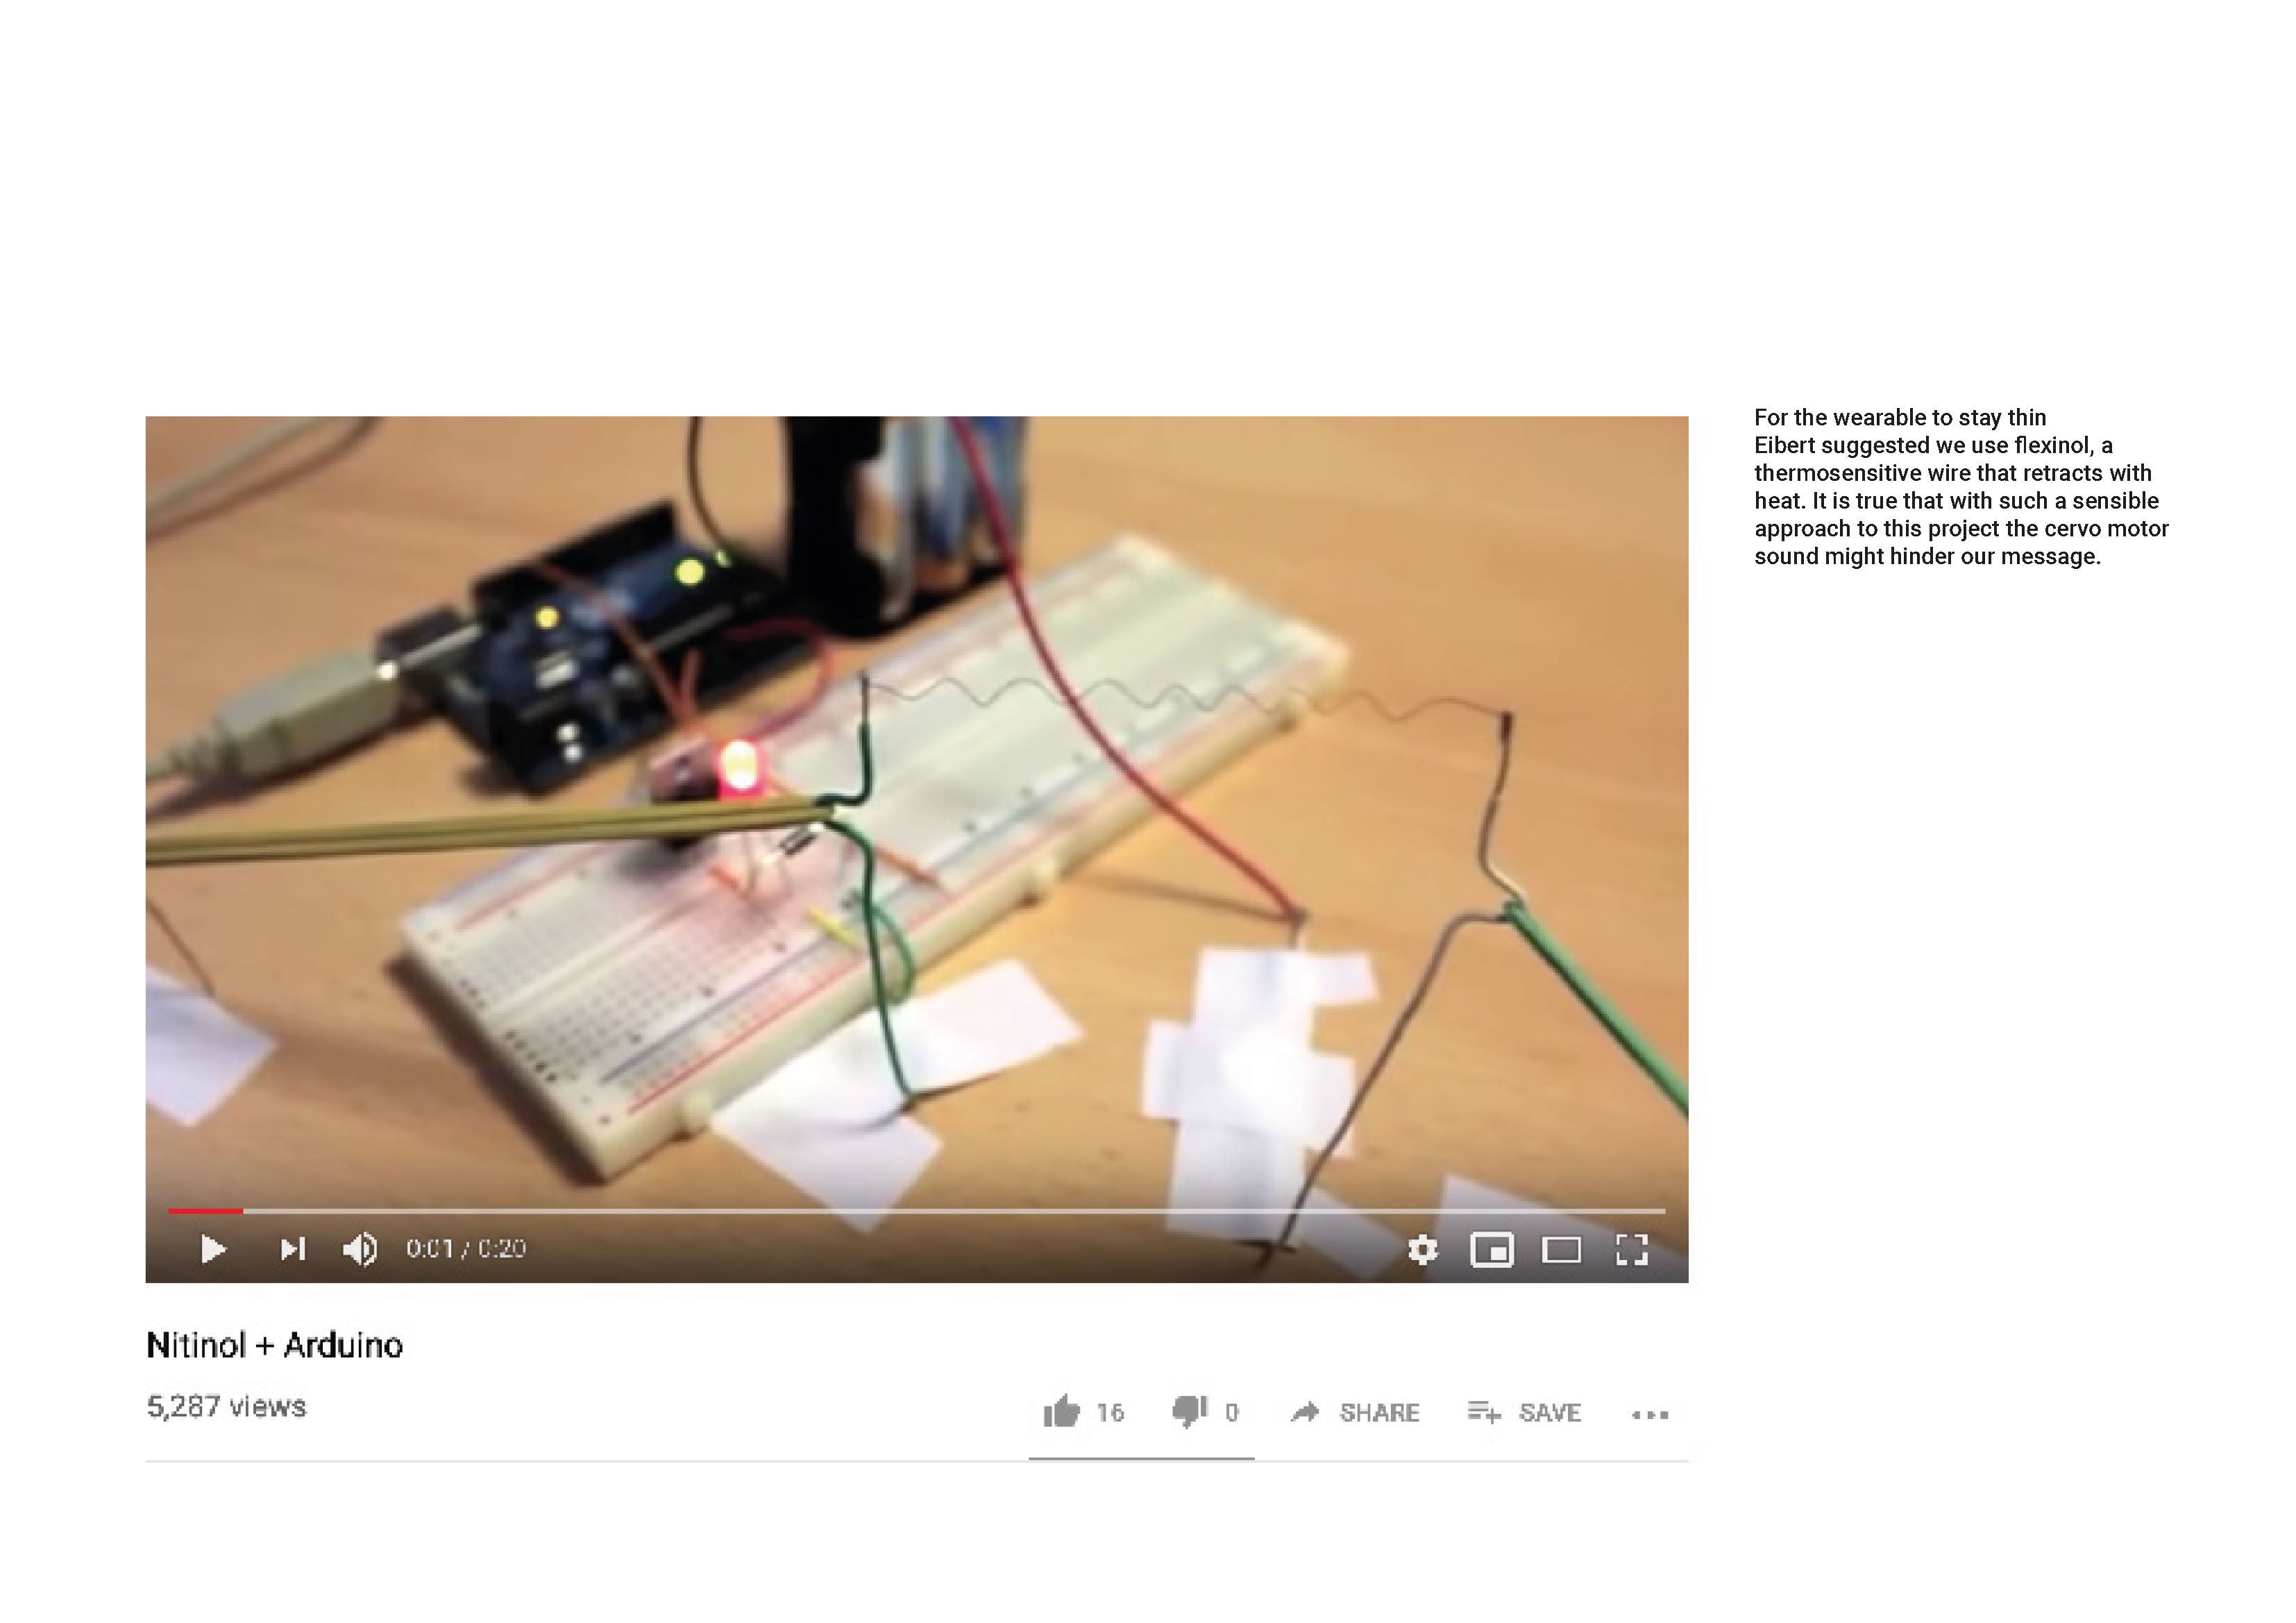 For the wearable to stay thin
Eibert suggested we use flexinol, a
thermosensitive wire that retracts with
heat. It is true that with such a sensible
approach to this project the cervo motor
sound might hinder our message.
0:01 / 0:20
Nitinol + Arduino
5,287 views
16 0 SHARE SAVE